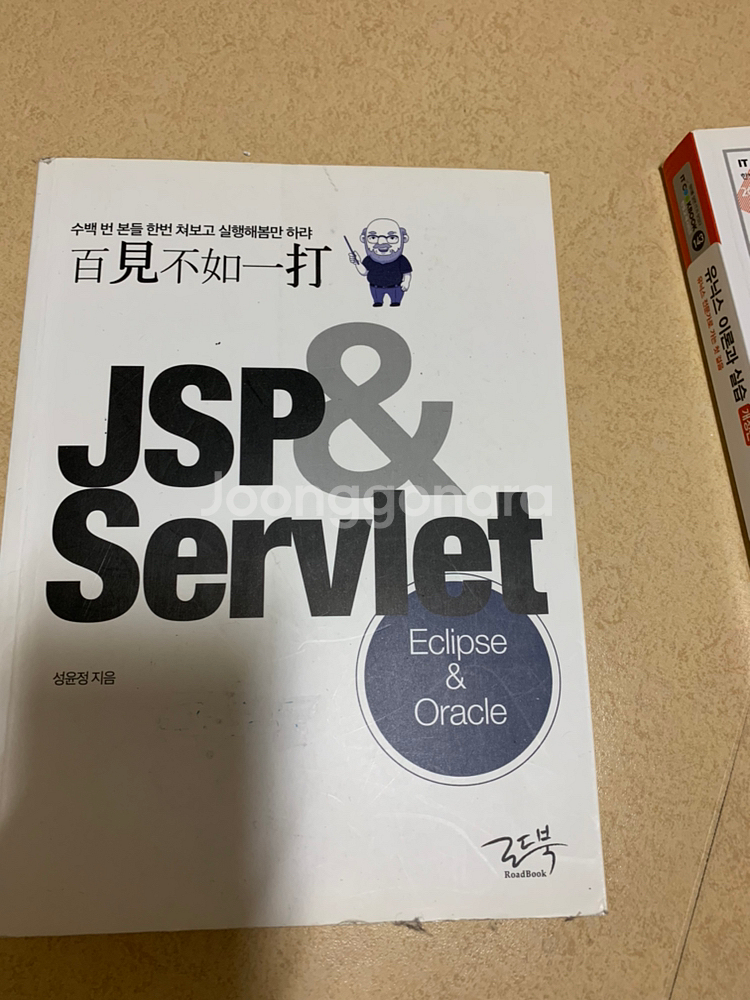 수백 번 본들 한번 쳐보고 실행해봄만 하랴
百見不如一打
JSP&
Servlet
Eclipse
&
Oracle
성윤정 지음
로드북
RoadBook
Joonggonara
IT
유닉스 이론과 실습